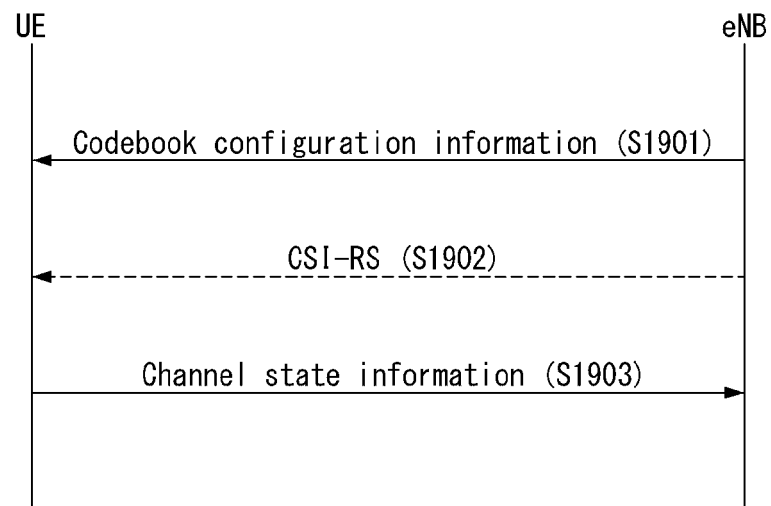 UE
eNB
Codebook configuration information (S1901)
CSI-RS (S1902)
Channel state information (S1903)